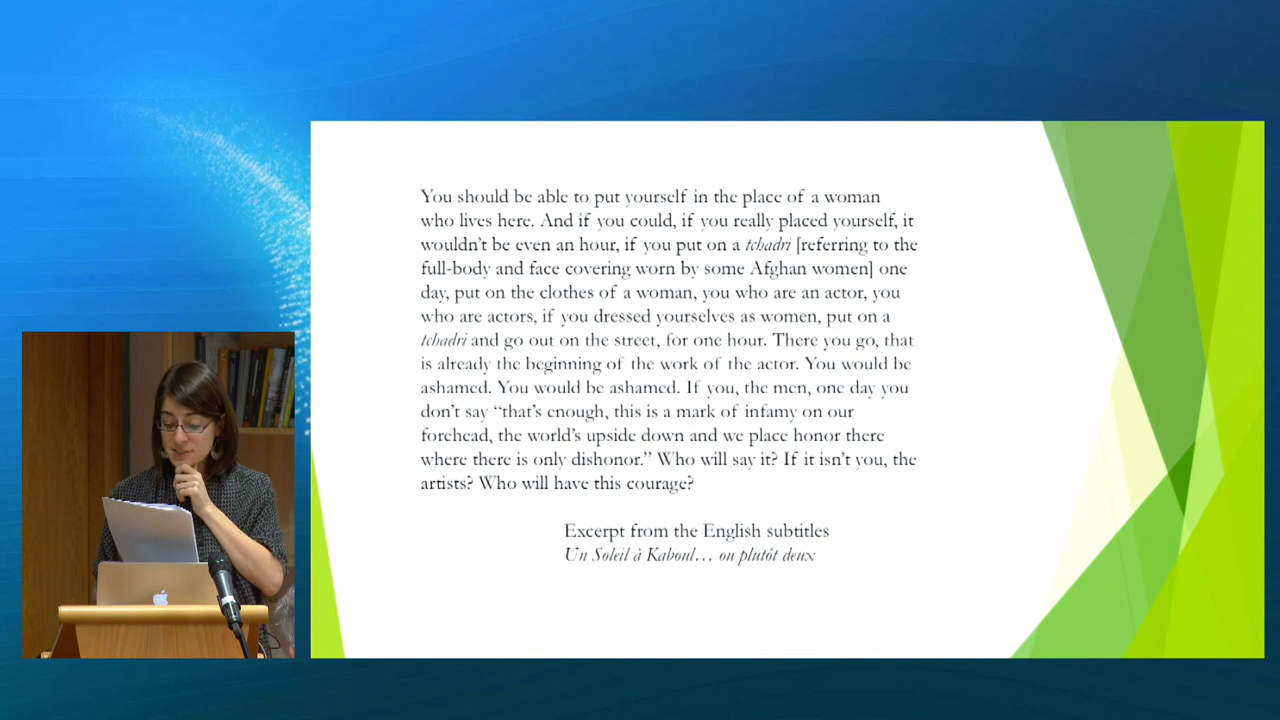 You should be able to put yourself in the place of a woman
who lives here. And if you could, if you really placed yourself, it
wouldn't be even an hour, if you put on a tchadri [referring to the
full-body and face covering worn by some Afghan women] one
day, put on the clothes of a woman, you who are an actor, you
who are actors, if you dressed yourselves as women, put on a
tchadri and go out on the street, for one hour. There you go, that
is already the beginning of the work of the actor. You would be
ashamed. You would be ashamed. If you, the men, one day you
don't say “that's enough, this is a mark of infamy on our
forehead, the world's upside down and we place honor there
where there is only dishonor.” Who will say it? If it isn't you, the
artists? Who will have this courage?
Excerpt from the English subtitles
Un Soleil à Kaboul… ou plutôt deux